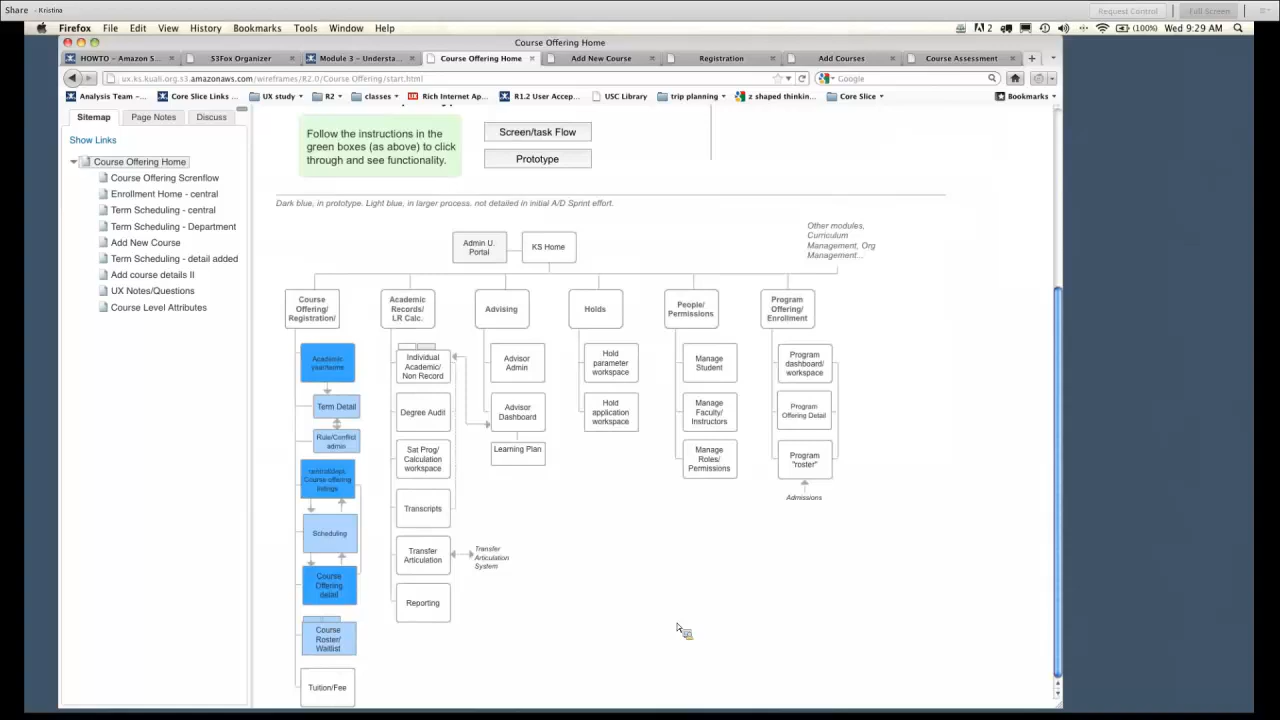 Share - Kristina
Request Control
Full Screen
Firefox File Edit View History Bookmarks Tools Window Help
2 (100%) Wed 9:29 AM
Course Offering Home
HOWTO – Amazon S...
S3Fox Organizer
Module 3 – Understa...
Course Offering Home
Add New Course
Registration
Add Courses
Course Assessment
ux.ks.kuali.org.s3.amazonaws.com/wireframes/R2.0/Course Offering/start.html
Google
Analysis Team –...
Core Slice Links ...
UX study
R2
classes
Rich Internet Ap...
R1.2 User Accep...
USC Library
trip planning
z shaped thinkin...
Core Slice
Bookmarks
Sitemap
Page Notes
Discuss
Show Links
Course Offering Home
Course Offering Screnflow
Enrollment Home - central
Term Scheduling - central
Term Scheduling - Department
Add New Course
Term Scheduling - detail added
Add course details II
UX Notes/Questions
Course Level Attributes
Follow the instructions in the
green boxes (as above) to click
through and see functionality.
Screen/task Flow
Prototype
Dark blue, in prototype. Light blue, in larger process. not detailed in initial A/D Sprint effort.
Other modules,
Curriculum
Management, Org
Management...
Admin U.
Portal
KS Home
Course
Offering/
Registration/
Academic
Records/
LR Calc.
Advising
Holds
People/
Permissions
Program
Offering/
Enrollment
Academic
Term Detail
Rule/Conflict
admin
Course offering
listings
Scheduling
Course
Offering
detail
Course
Roster/
Waitlist
Tuition/Fee
Individual
Academic/
Non Record
Degree Audit
Sat Prog/
Calculation
workspace
Transcripts
Transfer
Articulation
Transfer
Articulation
System
Reporting
Advisor
Admin
Advisor
Dashboard
Learning Plan
Hold
parameter
workspace
Hold
application
workspace
Manage
Student
Manage
Faculty/
Instructors
Manage
Roles/
Permissions
Program
dashboard/
workspace
Program
Offering Detail
Program
"roster"
Admissions